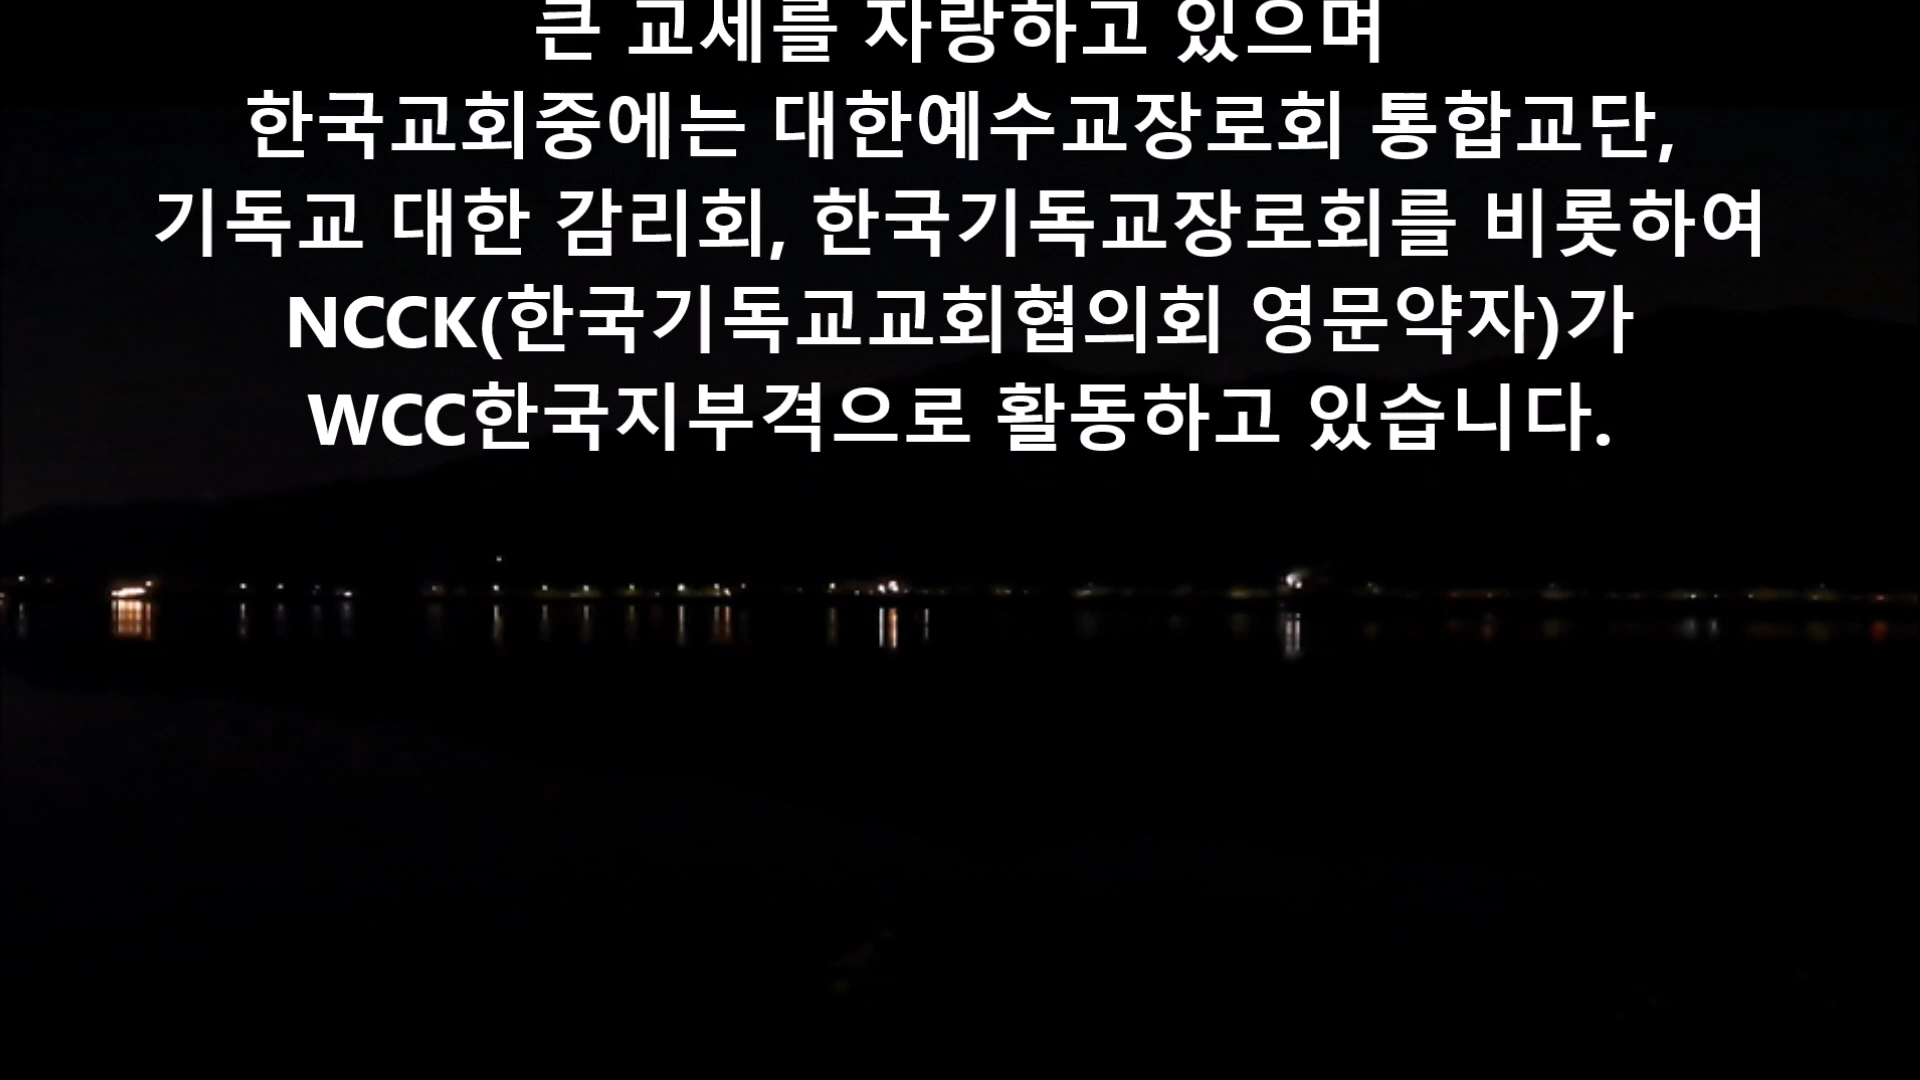 큰 교세를 자랑하고 있으며
한국교회중에는 대한예수교장로회 통합교단,
기독교 대한 감리회, 한국기독교장로회를 비롯하여
NCCK(한국기독교교회협의회 영문약자)가
WCC한국지부격으로 활동하고 있습니다.